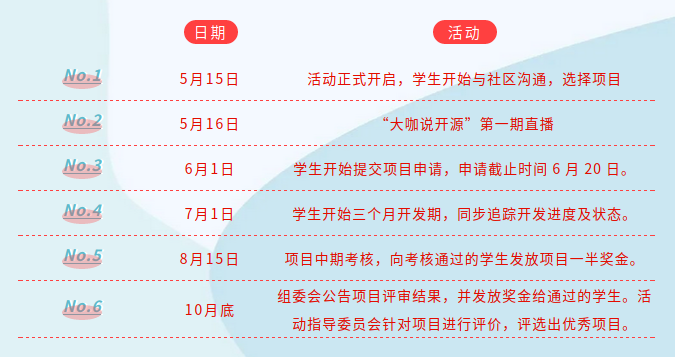 日期 活动
No.1 5月15日 活动正式开启，学生开始与社区沟通，选择项目
No.2 5月16日 “大咖说开源”第一期直播
No.3 6月1日 学生开始提交项目申请，申请截止时间 6 月 20 日。
No.4 7月1日 学生开始三个月开发期，同步追踪开发进度及状态。
No.5 8月15日 项目中期考核，向考核通过的学生发放项目一半奖金。
No.6 10月底 组委会公告项目评审结果，并发放奖金给通过的学生。活
动指导委员会针对项目进行评价，评选出优秀项目。